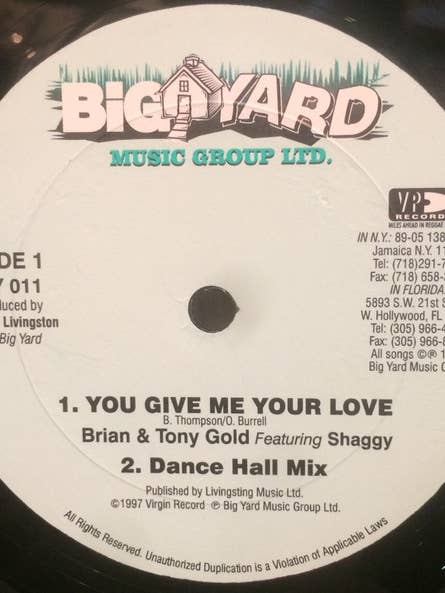 BIG YARD
MUSIC GROUP LTD.
VP
RECORD
MILES AHEAD IN REGGAE
IN N.Y.: 89-05 138
Jamaica N.Y. 11
Tel: (718)291-7
Fax: (718) 658-
IN FLORIDA
5893 S.W. 21st S
W. Hollywood, FL
Tel: (305) 966-4
Fax: (305) 966-8
All songs ©℗ 1
Big Yard Music G
DE 1
011
uced by
Livingston
Big Yard
1. YOU GIVE ME YOUR LOVE
B. Thompson/O. Burrell
Brian & Tony Gold Featuring Shaggy
2. Dance Hall Mix
Published by Livingsting Music Ltd.
©1997 Virgin Record ℗ Big Yard Music Group Ltd.
All Rights Reserved. Unauthorized Duplication is a Violation of Applicable Laws